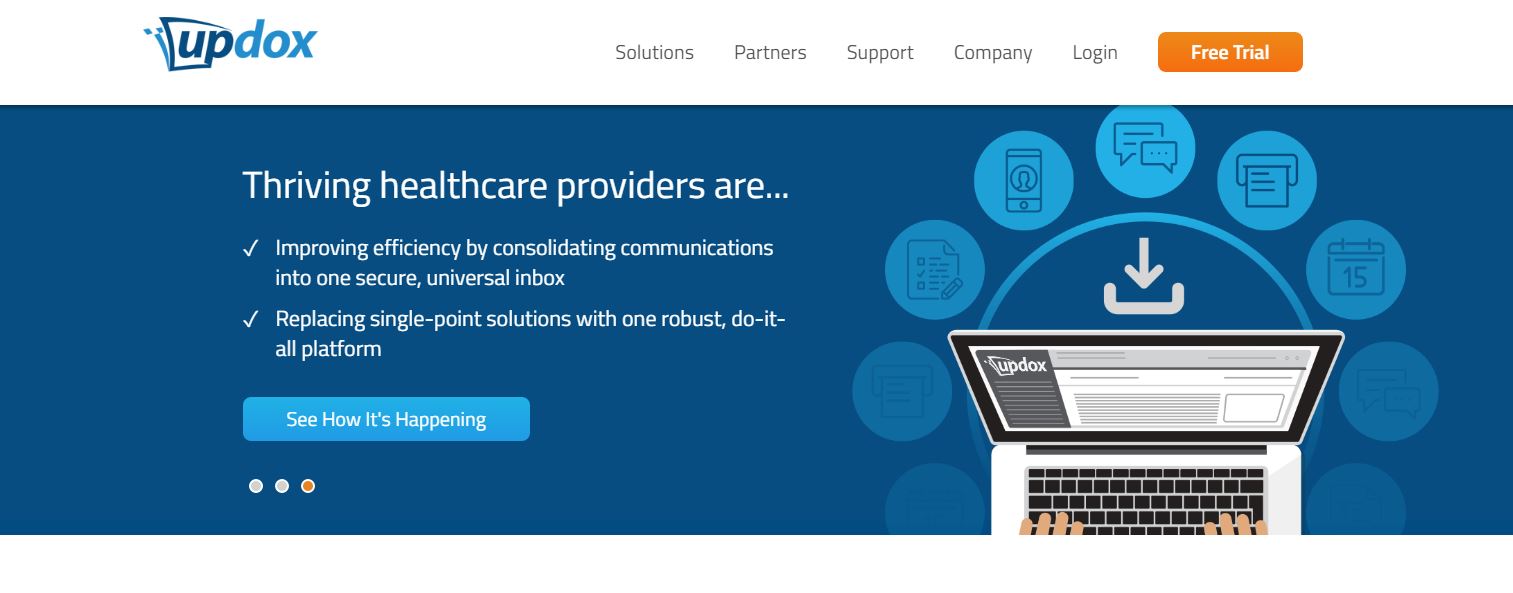 updox
Solutions Partners Support Company Login Free Trial
Thriving healthcare providers are...
✓ Improving efficiency by consolidating communications
into one secure, universal inbox
✓ Replacing single-point solutions with one robust, do-it-
all platform
See How It's Happening
15
updox